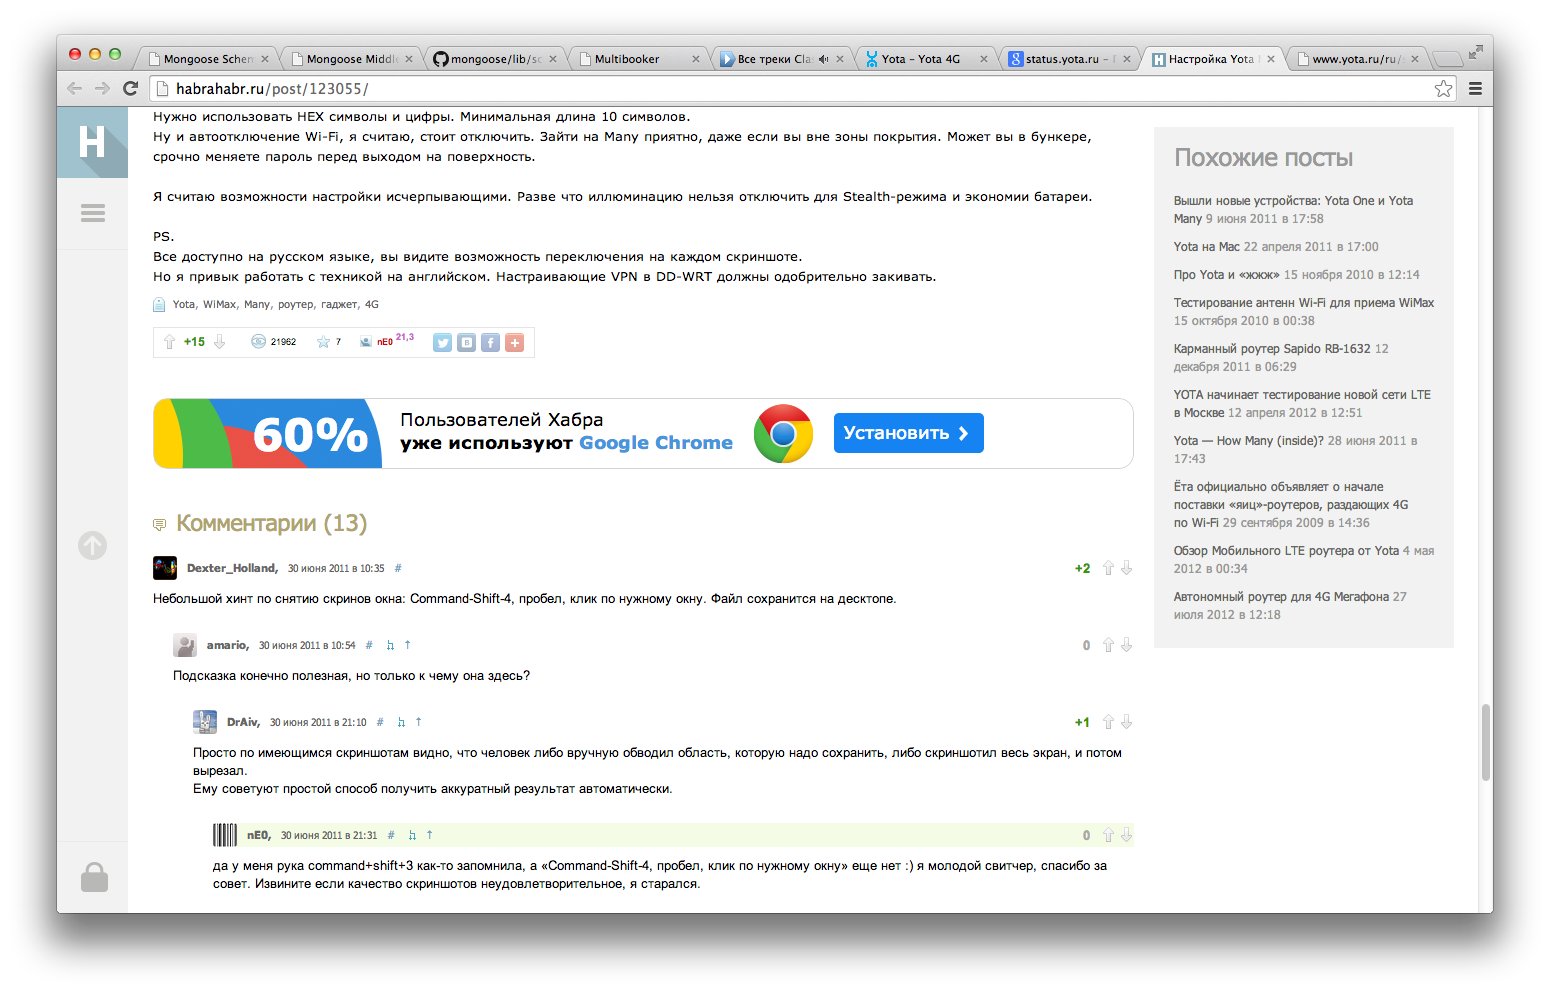 Mongoose Schem
Mongoose Middle
mongoose/lib/sc
Multibooker
Все треки Cla
Yota – Yota 4G
status.yota.ru –
Настройка Yota
www.yota.ru/ru/
habrahabr.ru/post/123055/
H
Нужно использовать HEX символы и цифры. Минимальная длина 10 символов.
Ну и автоотключение Wi-Fi, я считаю, стоит отключить. Зайти на Many приятно, даже если вы вне зоны покрытия. Может вы в бункере,
срочно меняете пароль перед выходом на поверхность.
Я считаю возможности настройки исчерпывающими. Разве что иллюминацию нельзя отключить для Stealth-режима и экономии батареи.
PS.
Все доступно на русском языке, вы видите возможность переключения на каждом скриншоте.
Но я привык работать с техникой на английском. Настраивающие VPN в DD-WRT должны одобрительно закивать.
Yota, WiMax, Many, роутер, гаджет, 4G
+15 21962 7 nE0 21,3
60%
Пользователей Хабра
уже используют Google Chrome
Установить
Комментарии (13)
Dexter_Holland, 30 июня 2011 в 10:35 # +2
Небольшой хинт по снятию скринов окна: Command-Shift-4, пробел, клик по нужному окну. Файл сохранится на десктопе.
amario, 30 июня 2011 в 10:54 # ↑ 0
Подсказка конечно полезная, но только к чему она здесь?
DrAiv, 30 июня 2011 в 21:10 # ↑ +1
Просто по имеющимся скриншотам видно, что человек либо вручную обводил область, которую надо сохранить, либо скриншотил весь экран, и потом
вырезал.
Ему советуют простой способ получить аккуратный результат автоматически.
nE0, 30 июня 2011 в 21:31 # ↑ 0
да у меня рука command+shift+3 как-то запомнила, а «Command-Shift-4, пробел, клик по нужному окну» еще нет :) я молодой свитчер, спасибо за
совет. Извините если качество скриншотов неудовлетворительное, я старался.
Похожие посты
Вышли новые устройства: Yota One и Yota
Many 9 июня 2011 в 17:58
Yota на Mac 22 апреля 2011 в 17:00
Про Yota и «жжж» 15 ноября 2010 в 12:14
Тестирование антенн Wi-Fi для приема WiMax
15 октября 2010 в 00:38
Карманный роутер Sapido RB-1632 12
декабря 2011 в 06:29
YOTA начинает тестирование новой сети LTE
в Москве 12 апреля 2012 в 12:51
Yota — How Many (inside)? 28 июня 2011 в
17:43
Ёта официально объявляет о начале
поставки «яиц»-роутеров, раздающих 4G
по Wi-Fi 29 сентября 2009 в 14:36
Обзор Мобильного LTE роутера от Yota 4 мая
2012 в 00:34
Автономный роутер для 4G Мегафона 27
июля 2012 в 12:18